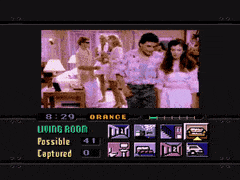 8:29 ORANGE
LIVING ROOM
Possible 41
Captured 0